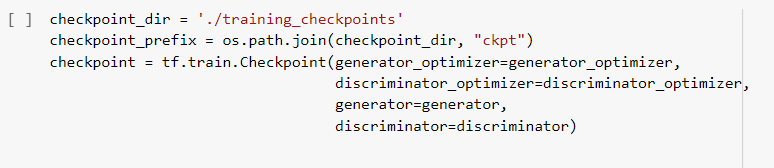 [ ] checkpoint_dir = './training_checkpoints'
checkpoint_prefix = os.path.join(checkpoint_dir, "ckpt")
checkpoint = tf.train.Checkpoint(generator_optimizer=generator_optimizer,
discriminator_optimizer=discriminator_optimizer,
generator=generator,
discriminator=discriminator)